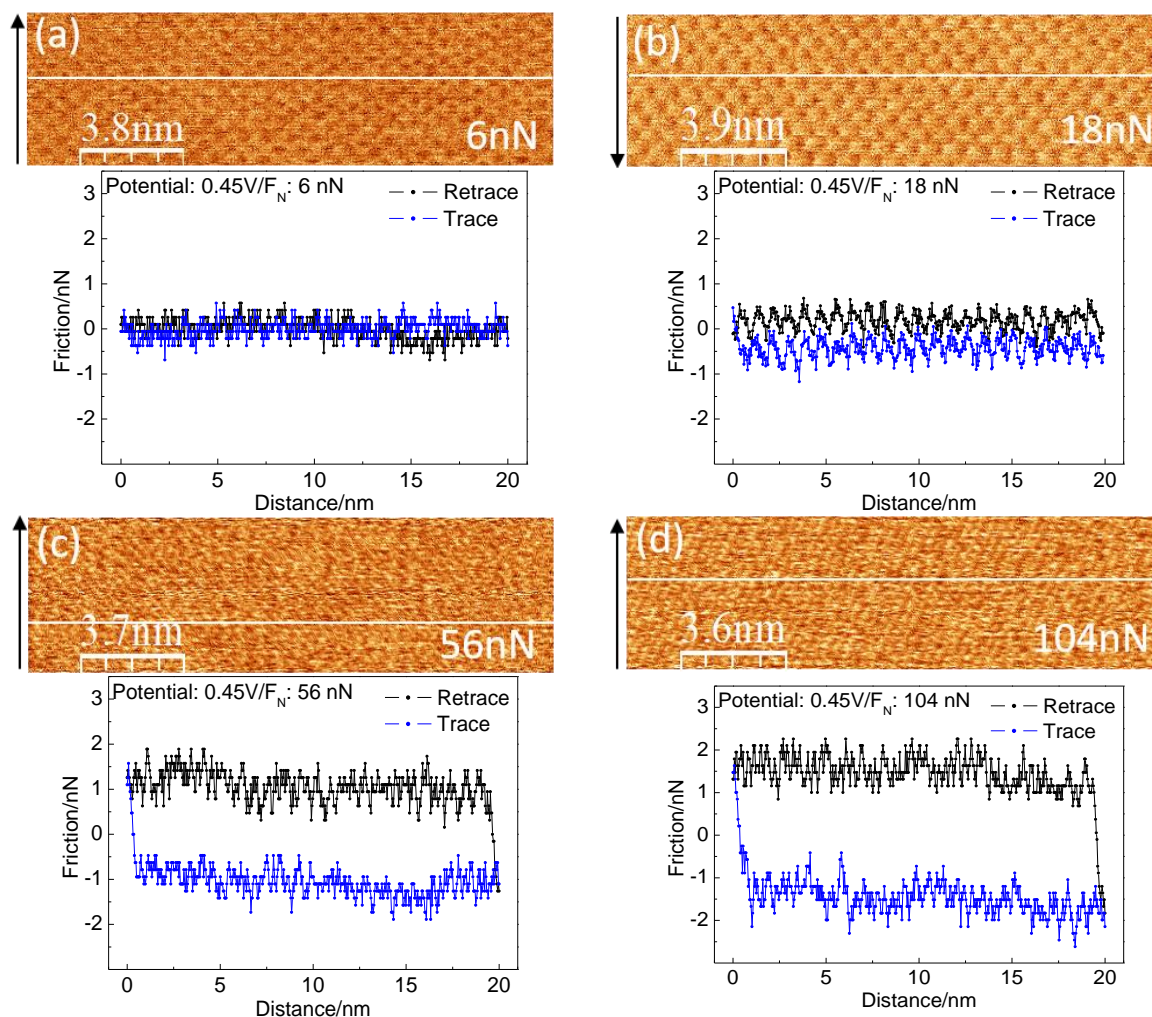 (a)
3.8nm
6nN
Potential: 0.45V/F_N: 6 nN
Retrace
Trace
3
2
1
0
-1
-2
Friction/nN
0 5 10 15 20
Distance/nm
(b)
3.9nm
18nN
Potential: 0.45V/F_N: 18 nN
Retrace
Trace
3
2
1
0
-1
-2
Friction/nN
0 5 10 15 20
Distance/nm
(c)
3.7nm
56nN
Potential: 0.45V/F_N: 56 nN
Retrace
Trace
3
2
1
0
-1
-2
Friction/nN
0 5 10 15 20
Distance/nm
(d)
3.6nm
104nN
Potential: 0.45V/F_N: 104 nN
Retrace
Trace
3
2
1
0
-1
-2
Friction/nN
0 5 10 15 20
Distance/nm